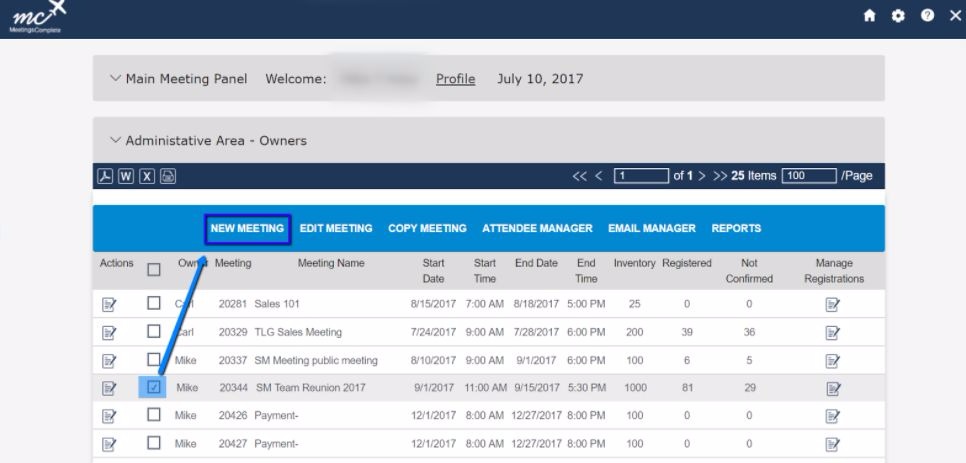 mc
MeetingsComplete
Main Meeting Panel Welcome: Profile July 10, 2017
Administative Area - Owners
<< < 1 of 1 > >> 25 Items 100 /Page
NEW MEETING EDIT MEETING COPY MEETING ATTENDEE MANAGER EMAIL MANAGER REPORTS
Actions Owner Meeting Meeting Name Start Date Start Time End Date End Time Inventory Registered Not Confirmed Manage Registrations
Carl 20281 Sales 101 8/15/2017 7:00 AM 8/18/2017 5:00 PM 25 0 0
Carl 20329 TLG Sales Meeting 7/24/2017 9:00 AM 7/28/2017 6:00 PM 200 39 36
Mike 20337 SM Meeting public meeting 8/10/2017 9:00 AM 9/1/2017 6:00 PM 100 6 5
Mike 20344 SM Team Reunion 2017 9/1/2017 11:00 AM 9/15/2017 5:30 PM 1000 81 29
Mike 20426 Payment- 12/1/2017 8:00 AM 12/27/2017 8:00 PM 100 0 0
Mike 20427 Payment- 12/1/2017 8:00 AM 12/27/2017 8:00 PM 100 0 0